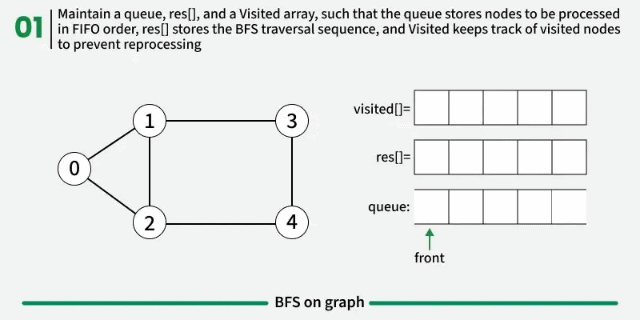 01
Maintain a queue, res[], and a Visited array, such that the queue stores nodes to be processed
in FIFO order, res[] stores the BFS traversal sequence, and Visited keeps track of visited nodes
to prevent reprocessing
1
3
0
2
4
visited[]=
res[]=
queue:
front
BFS on graph